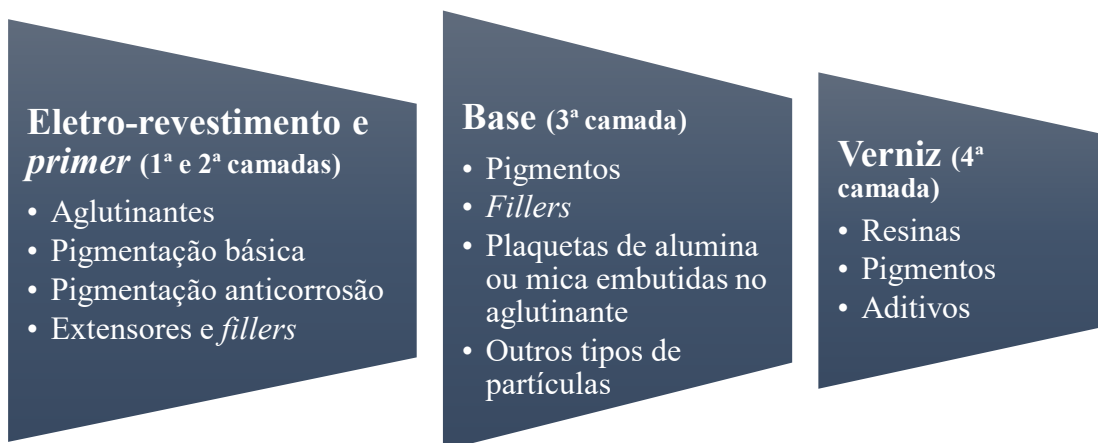 Eletro-revestimento e
primer (1ª e 2ª camadas)
• Aglutinantes
• Pigmentação básica
• Pigmentação anticorrosão
• Extensores e fillers
Base (3ª camada)
• Pigmentos
• Fillers
• Plaquetas de alumina
ou mica embutidas no
aglutinante
• Outros tipos de
partículas
Verniz (4ª
camada)
• Resinas
• Pigmentos
• Aditivos